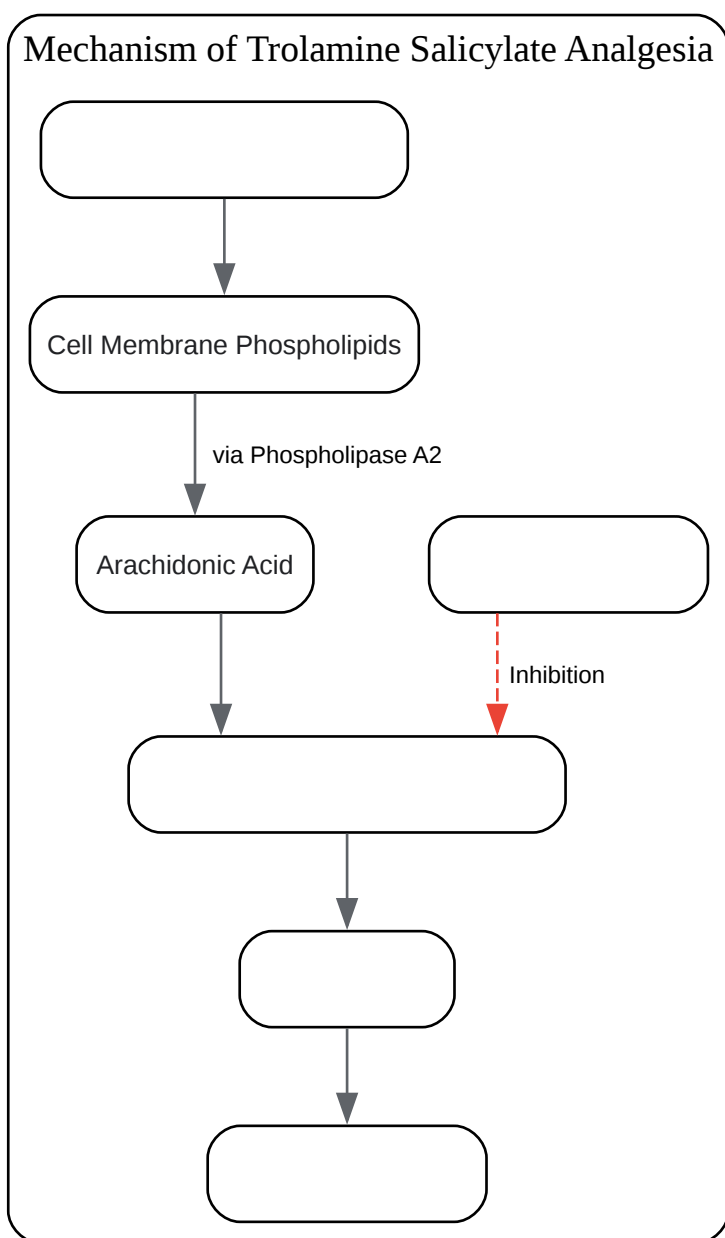 Mechanism of Trolamine Salicylate Analgesia
Cell Membrane Phospholipids
via Phospholipase A2
Arachidonic Acid
Inhibition